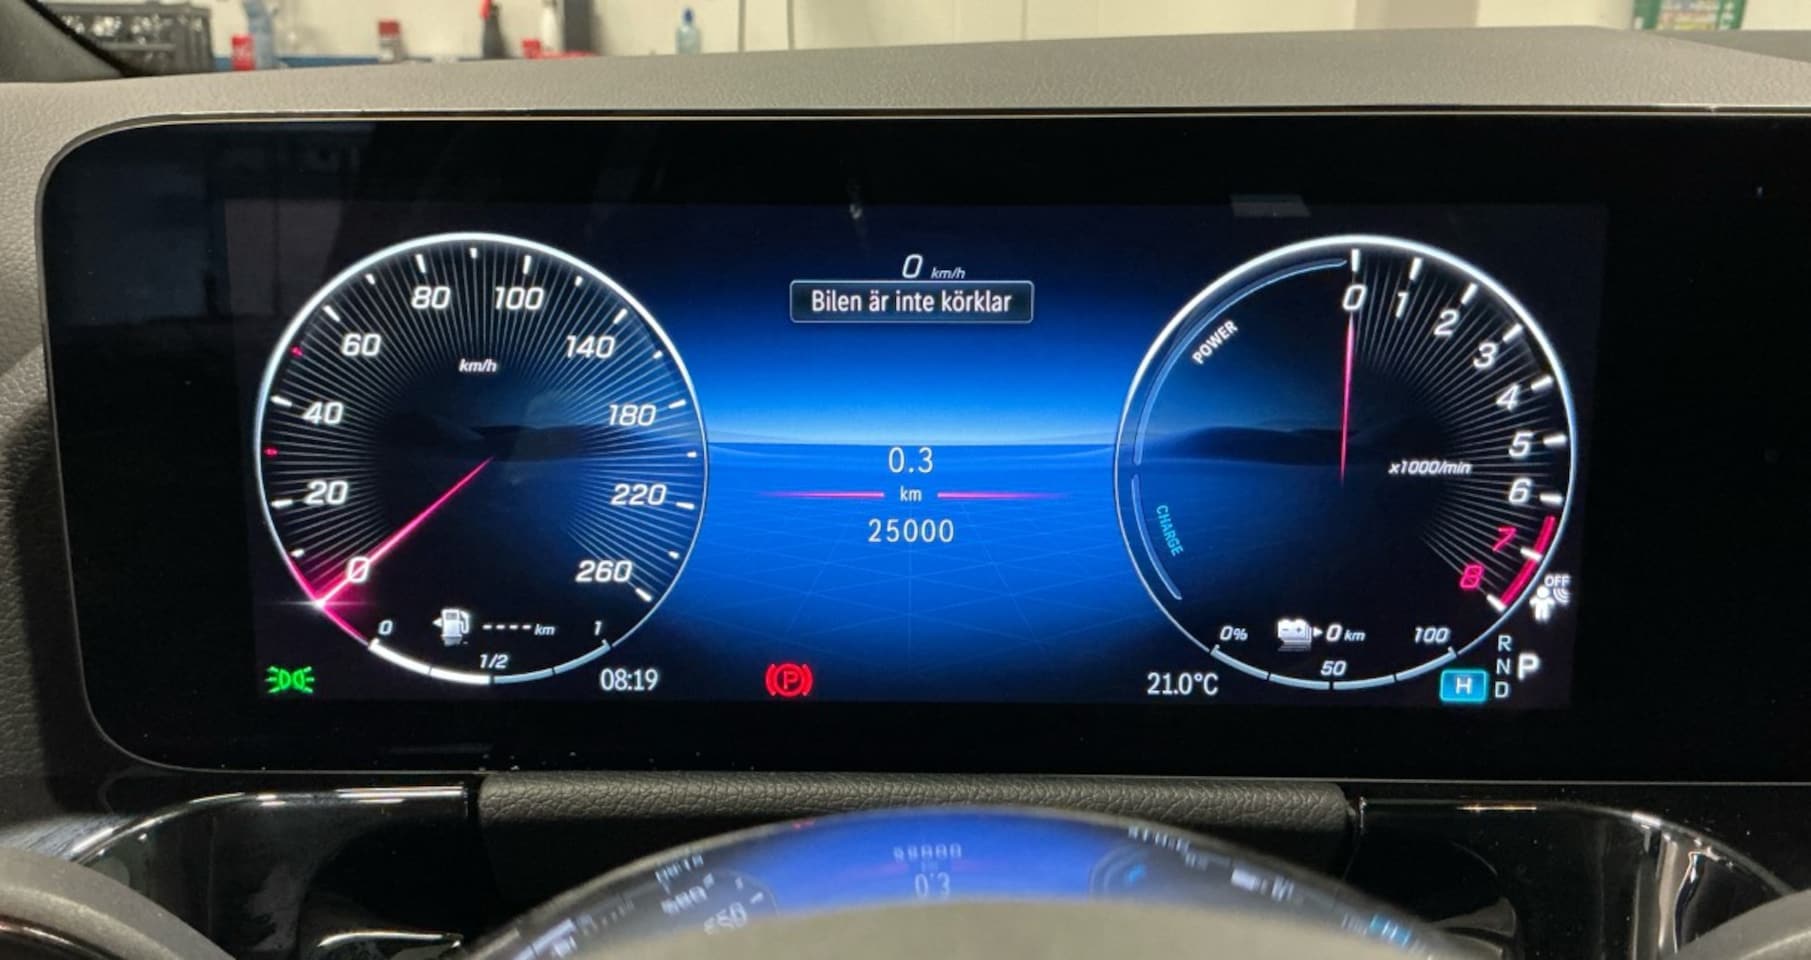 0 km/h
Bilen är inte körklar
0.3
km
25000
km/h
0
20
40
60
80
100
140
180
220
260
0
1/2
1
---- km
08:19
P
21.0°C
POWER
CHARGE
0
1
2
3
4
5
6
7
8
x1000/min
0%
50
100
0 km
OFF
R
N
D
P
H